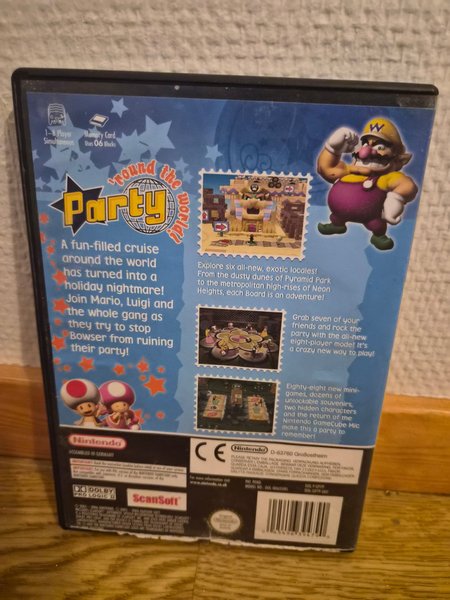 1-8 Player
Simultaneous
Memory Card
Uses 06 Blocks
'round the world!
Party
A fun-filled cruise
around the world
has turned into a
holiday nightmare!
Join Mario, Luigi and
the whole gang as
they try to stop
Bowser from ruining
their party!
W
Explore six all-new, exotic locales!
From the dusty dunes of Pyramid Park
to the metropolitan high-rises of Neon
Heights, each Board is an adventure!
Grab seven of your
friends and rock the
party with the all-new
eight-player mode! It's
a crazy new way to play!
Eighty-eight new mini-
games, dozens of
unlockable souvenirs,
two hidden characters
and the return of the
Nintendo GameCube Mic
make this a party to
remember!
Nintendo
ASSEMBLED IN GERMANY
CE
Nintendo
D-63760 Großostheim
DOLBY
PRO LOGIC II
ScanSoft
www.nintendo.co.uk